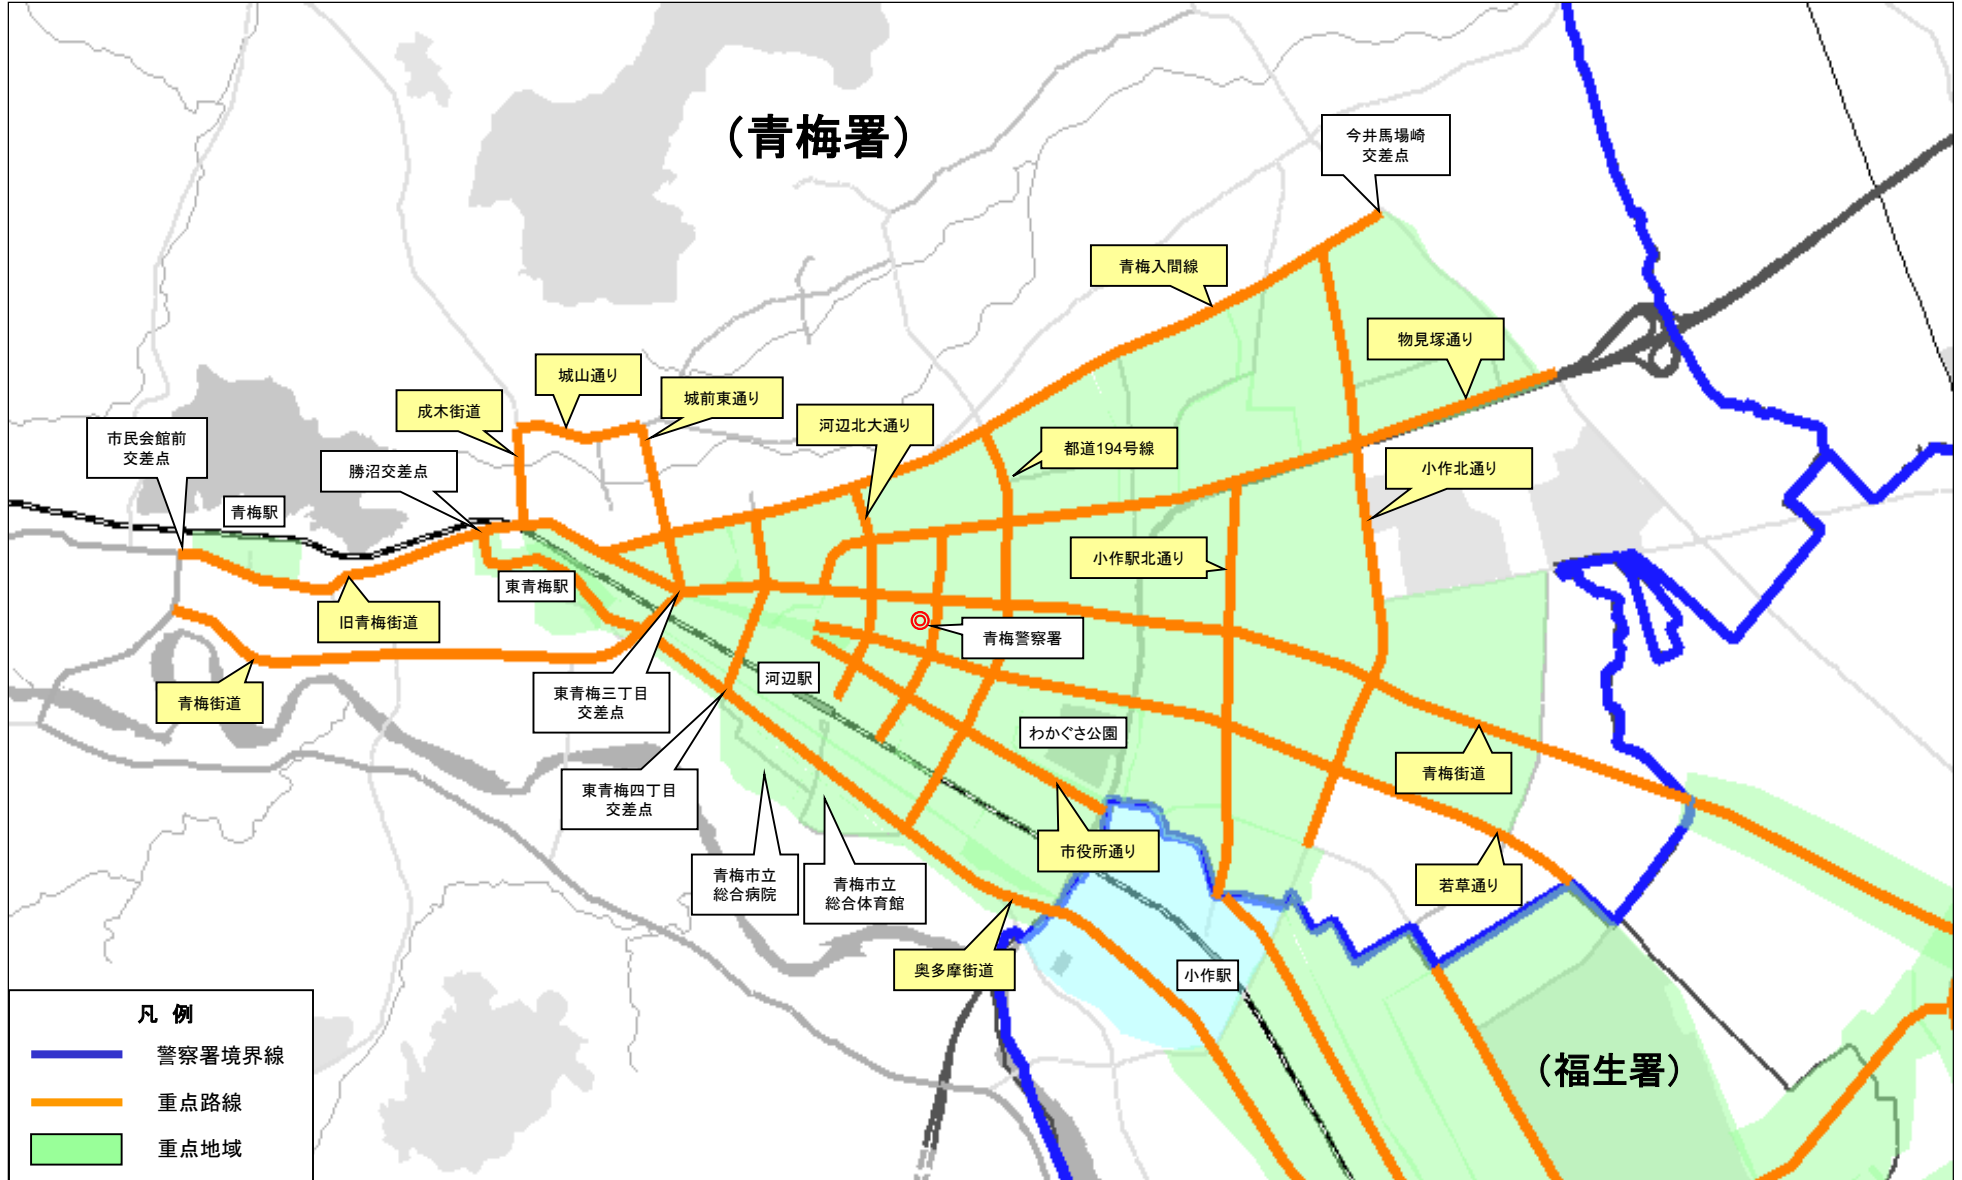 （青梅署）
今井馬場崎
交差点
青梅入間線
物見塚通り
城山通り
城前東通り
成木街道
河辺北大通り
市民会館前
交差点
勝沼交差点
都道194号線
小作北通り
青梅駅
小作駅北通り
東青梅駅
旧青梅街道
青梅警察署
河辺駅
青梅街道
東青梅三丁目
交差点
わかぐさ公園
青梅街道
東青梅四丁目
交差点
市役所通り
青梅市立
総合病院
青梅市立
総合体育館
若草通り
奥多摩街道
小作駅
（福生署）
凡 例
警察署境界線
重点路線
重点地域